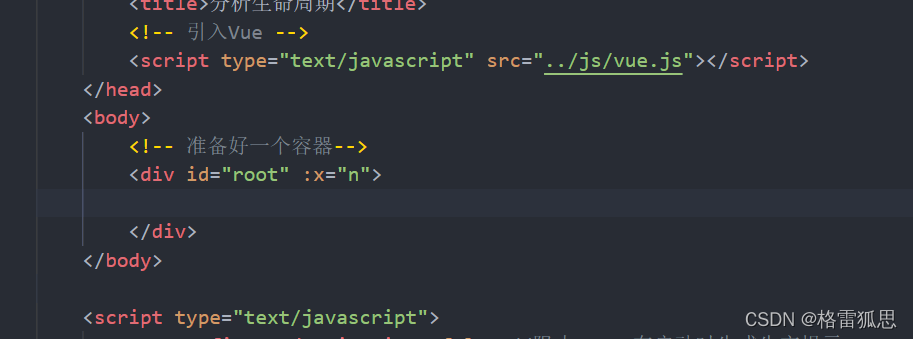 <title>分析生命周期</title>
<!-- 引入Vue -->
<script type="text/javascript" src="../js/vue.js"></script>
</head>
<body>
<!-- 准备好一个容器-->
<div id="root" :x="n">
</div>
</body>
<script type="text/javascript">
CSDN @格雷狐思